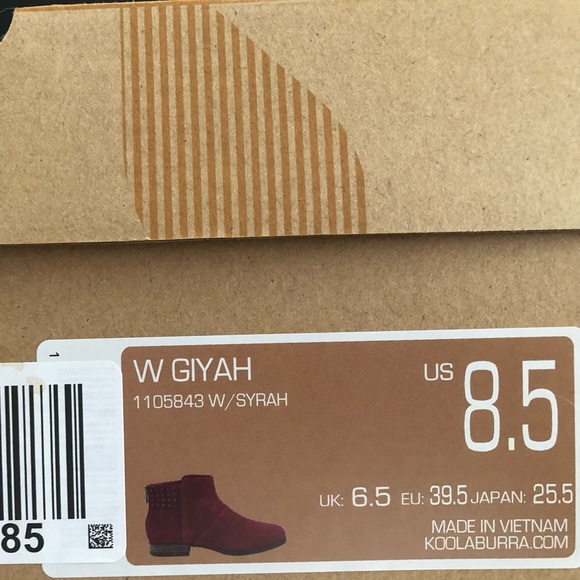 W GIYAH
1105843 W/SYRAH
US 8.5
UK: 6.5 EU: 39.5 JAPAN: 25.5
MADE IN VIETNAM
KOOLABURRA.COM
1
85